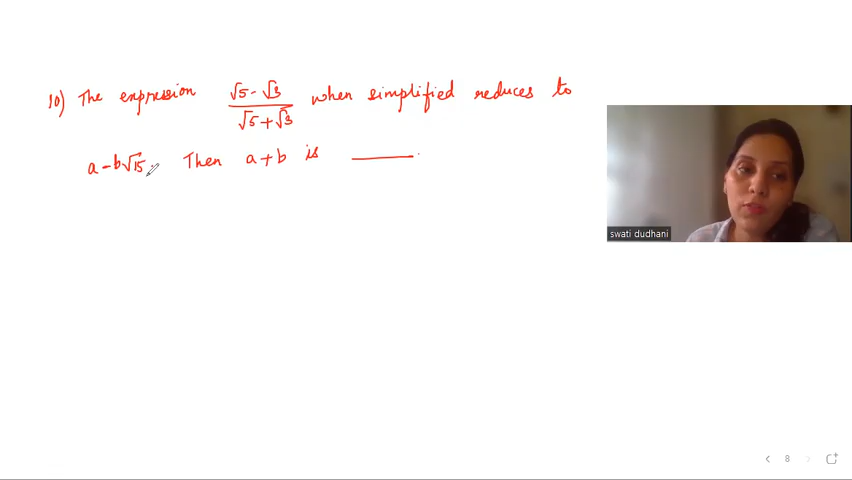 10) The expression √5 - √3 / √5 + √3 when simplified reduces to
a - b√15. Then a + b is ______.
swati dudhani
8